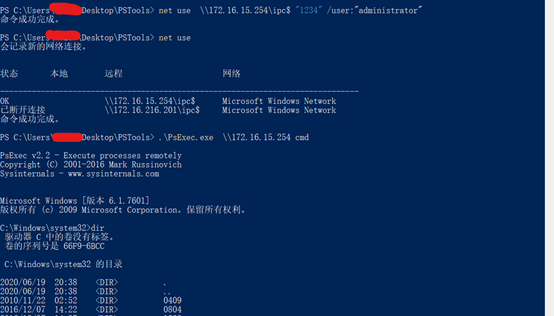 PS C:\Users\ Desktop\PSTools> net use  \\172.16.15.254\ipc$ "1234" /user:"administrator"
命令成功完成。
PS C:\Users\ Desktop\PSTools> net use
会记录新的网络连接。
状态       本地        远程                      网络
-------------------------------------------------------------------------------
OK                     \\172.16.15.254\ipc$      Microsoft Windows Network
已断开连接             \\172.16.216.201\ipc$     Microsoft Windows Network
命令成功完成。
PS C:\Users\ Desktop\PSTools> .\PsExec.exe  \\172.16.15.254 cmd
PsExec v2.2 - Execute processes remotely
Copyright (C) 2001-2016 Mark Russinovich
Sysinternals - www.sysinternals.com
Microsoft Windows [版本 6.1.7601]
版权所有 (c) 2009 Microsoft Corporation。保留所有权利。
C:\Windows\system32>dir
驱动器 C 中的卷没有标签。
卷的序列号是 66F9-6BCC
C:\Windows\system32 的目录
2020/06/19  20:38    <DIR>          .
2020/06/19  20:38    <DIR>          ..
2010/11/22  02:52    <DIR>          0409
2016/12/07  14:22    <DIR>          0804